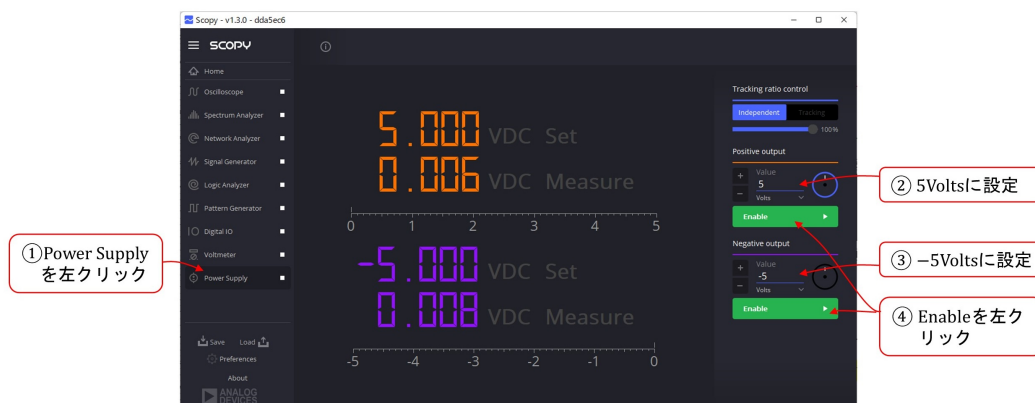 Scopy - v1.3.0 - dda5ec6
SCOPY
Home
Oscilloscope
Spectrum Analyzer
Network Analyzer
Signal Generator
Logic Analyzer
Pattern Generator
Digital IO
Voltmeter
Power Supply
Save Load
Preferences
About
ANALOG
DEVICES
①Power Supply
を左クリック
5.000 VDC Set
0.006 VDC Measure
0 1 2 3 4 5
-5.000 VDC Set
0.008 VDC Measure
-5 -4 -3 -2 -1 0
Tracking ratio control
Independent Tracking
100%
Positive output
+ Value
5
- Volts
Enable
Negative output
+ Value
-5
- Volts
Enable
② 5Voltsに設定
③ −5Voltsに設定
④ Enableを左ク
リック